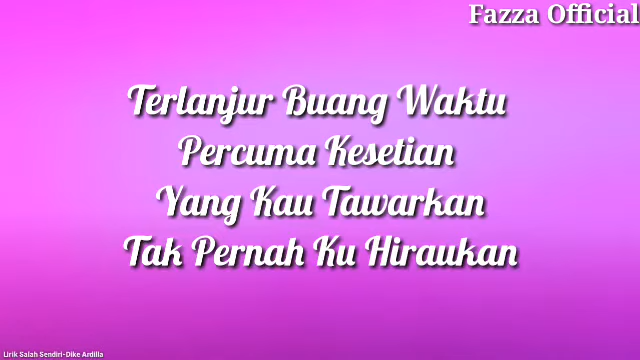 Fazza Official
Terlanjur Buang Waktu
Percuma Kesetian
Yang Kau Tawarkan
Tak Pernah Ku Hiraukan
Lirik Salah Sendiri-Dike Ardilla